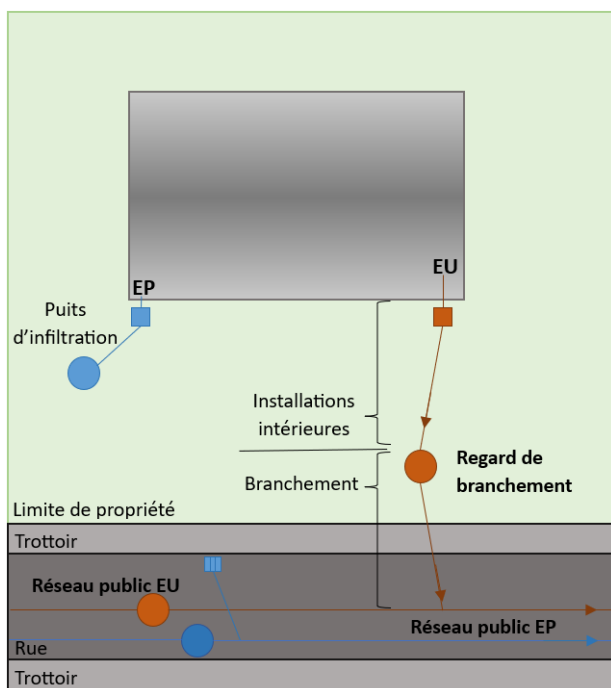 EU
EP
Puits
d'infiltration
Installations
intérieures
Regard de
branchement
Branchement
Limite de propriété
Trottoir
Réseau public EU
Réseau public EP
Rue
Trottoir